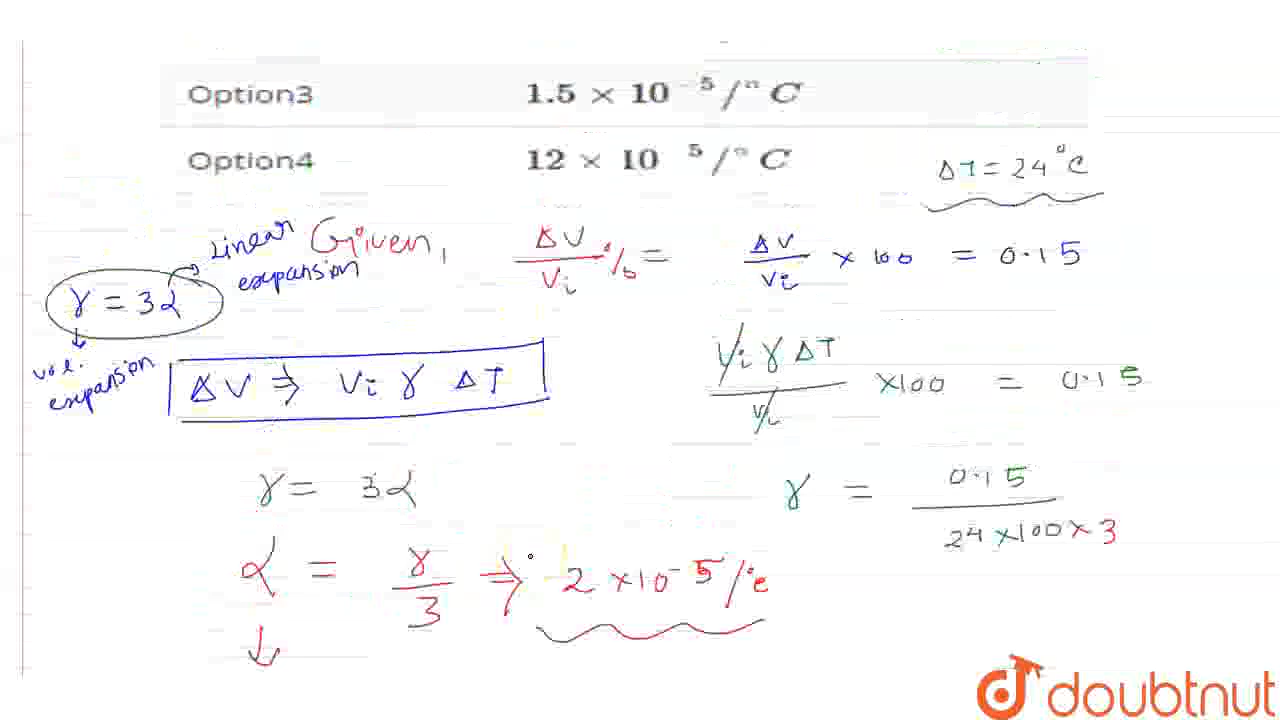 Option3 1.5 × 10⁻⁵ /ⁿ C
Option4 12 × 10 ⁵ /ⁿ C
ΔT = 24°C
Linear expansion
Given, ΔV/Vi % = ΔV/Vi × 100 = 0.15
γ = 3α
vol. expansion
ΔV ⇒ Vi γ ΔT
Vi γ ΔT / Vi ×100 = 0.15
γ = 3α
γ = 0.15 / 24×100×3
α = γ/3 ⇒ 2 ×10⁻⁵/°c
doubtnut